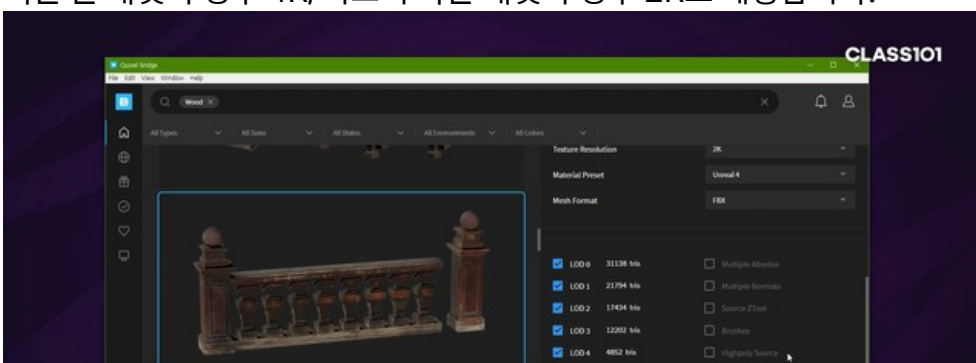 CLASS101
Quixel Bridge
File Edit View Window Help
Wood ×
All Types All Sizes All States All Environments All Colors
Texture Resolution 2K
Material Preset Unreal 4
Mesh Format FBX
LOD 0 31138 tris Multiple Albedos
LOD 1 21794 tris Multiple Normals
LOD 2 17434 tris Source ZTool
LOD 3 12202 tris Brushes
LOD 4 4852 tris Highpoly Source